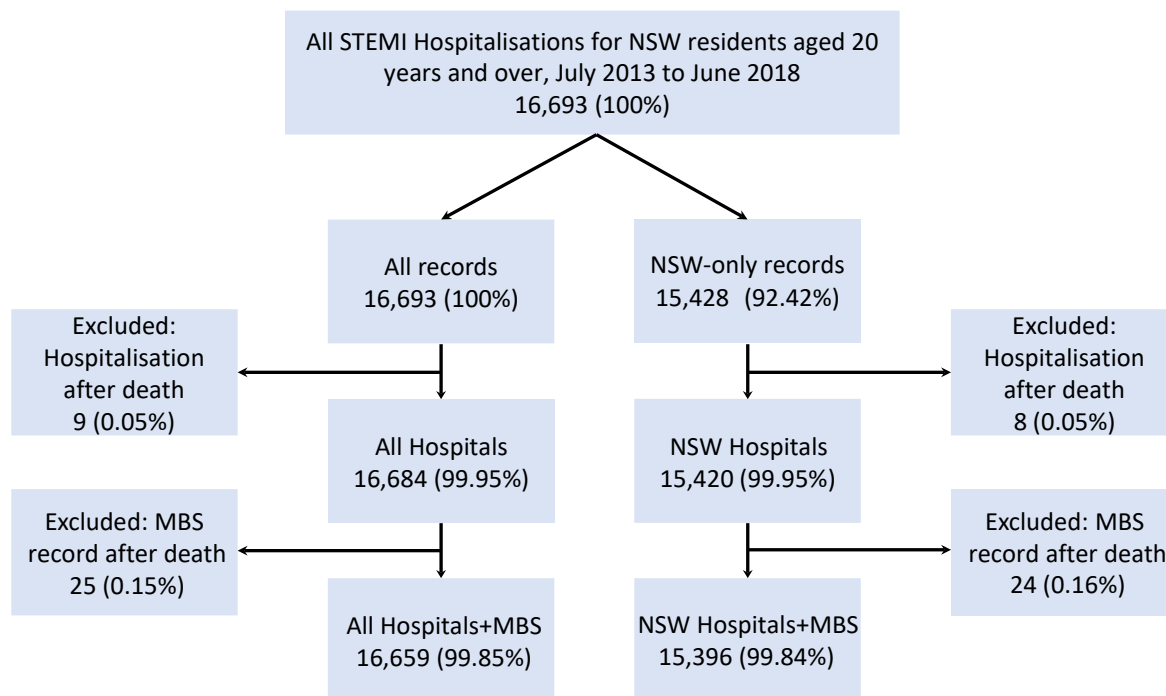 All STEMI Hospitalisations for NSW residents aged 20
years and over, July 2013 to June 2018
16,693 (100%)
All records
16,693 (100%)
NSW-only records
15,428 (92.42%)
Excluded:
Hospitalisation
after death
9 (0.05%)
Excluded:
Hospitalisation
after death
8 (0.05%)
All Hospitals
16,684 (99.95%)
NSW Hospitals
15,420 (99.95%)
Excluded: MBS
record after death
25 (0.15%)
Excluded: MBS
record after death
24 (0.16%)
All Hospitals+MBS
16,659 (99.85%)
NSW Hospitals+MBS
15,396 (99.84%)